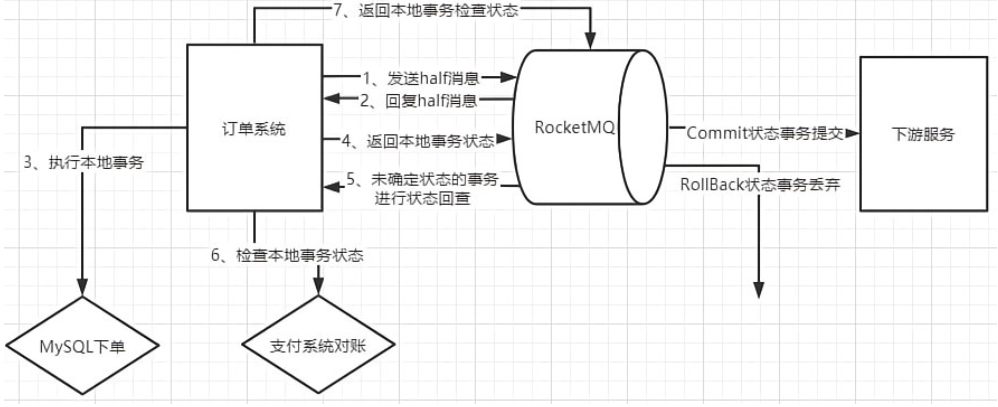 7、返回本地事务检查状态
1、发送half消息
2、回复half消息
订单系统
RocketMQ
4、返回本地事务状态
Commit状态事务提交
下游服务
3、执行本地事务
5、未确定状态的事务
进行状态回查
RollBack状态事务丢弃
6、检查本地事务状态
MySQL下单
支付系统对账